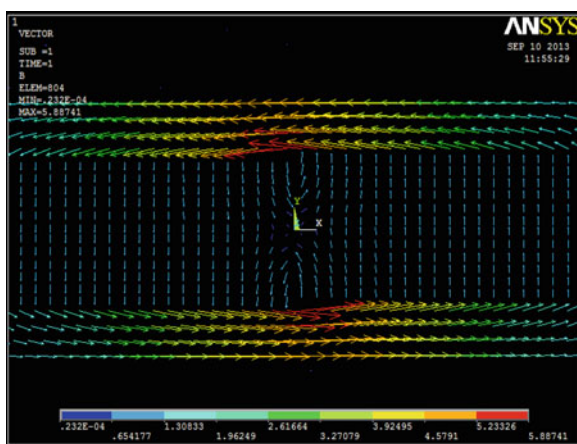 1
VECTOR
SUB =1
TIME=1
B
ELEM=804
MIN=.232E-04
MAX=5.88741
ANSYS
SEP 10 2013
11:55:29
Y
X
.232E-04 1.30833 2.61664 3.92495 5.23326
.654177 1.96249 3.27079 4.5791 5.88741